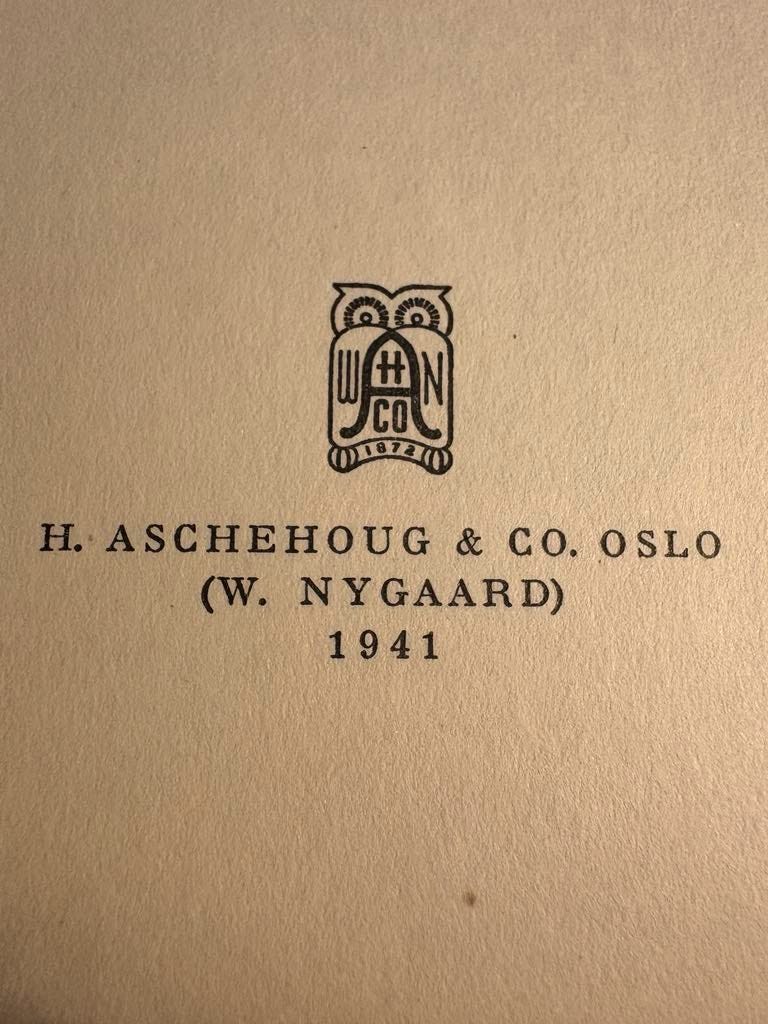 W H N
A
CO
1872
H. ASCHEHOUG & CO. OSLO
(W. NYGAARD)
1941